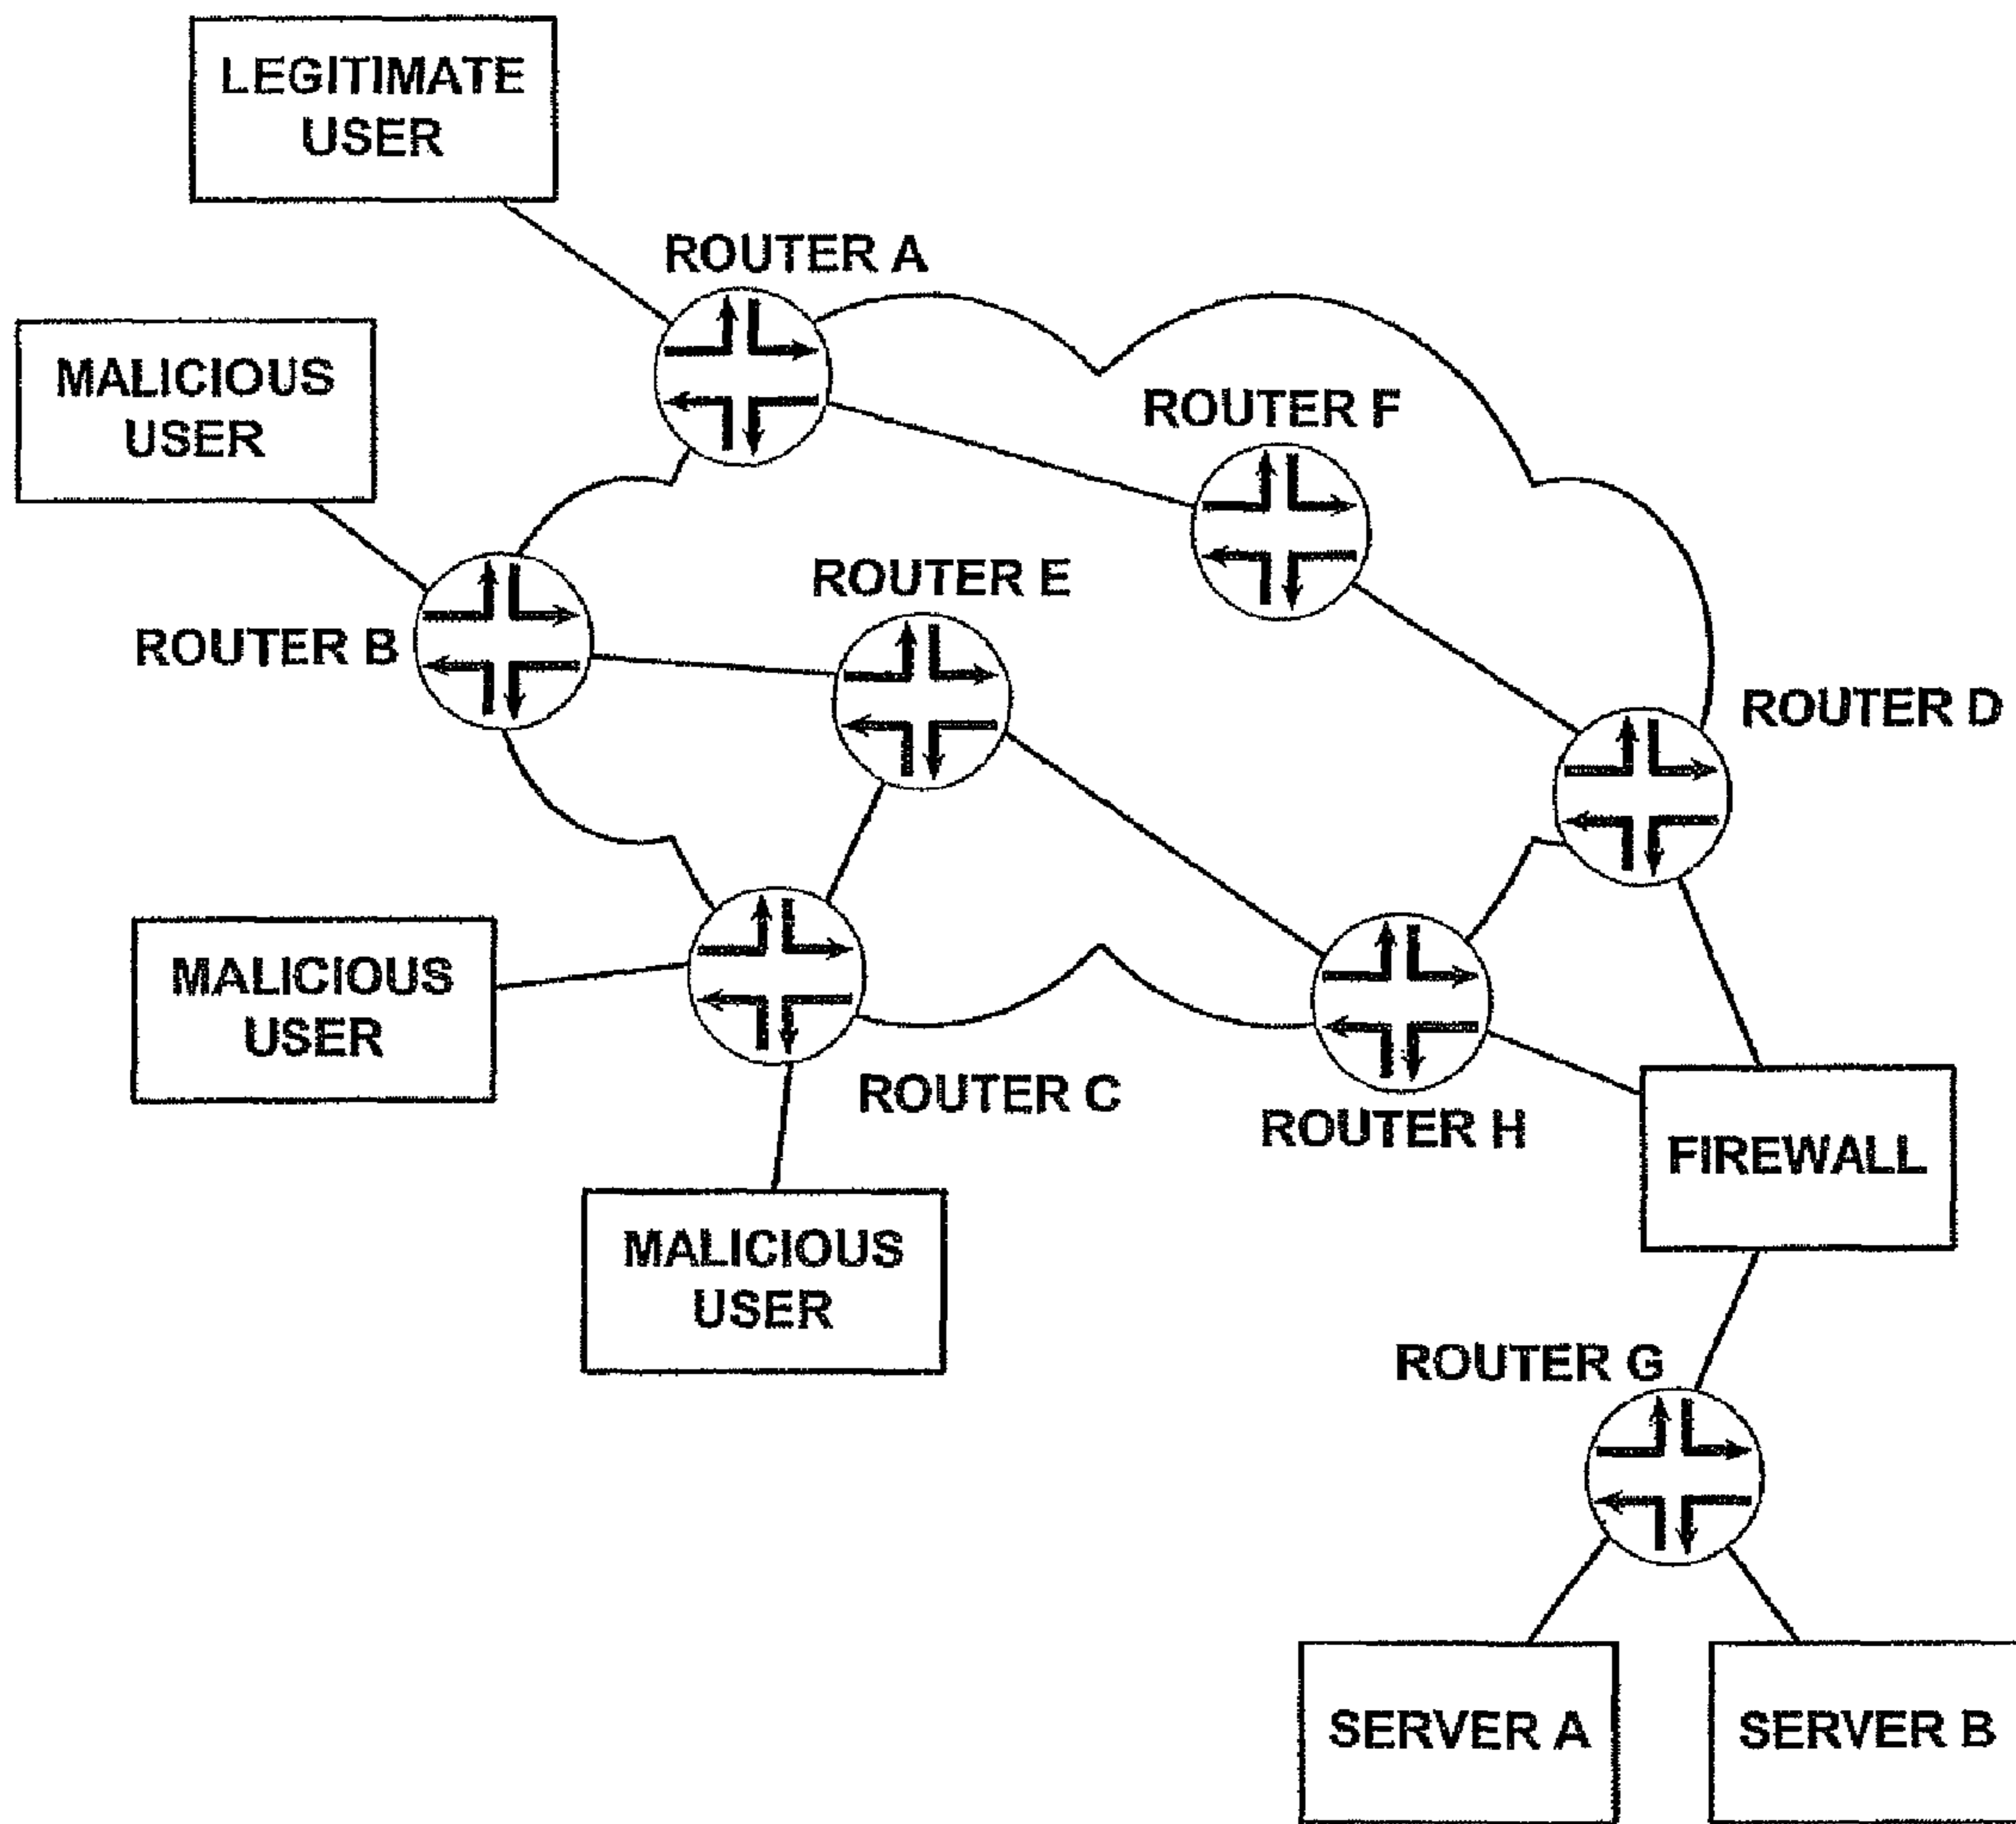 LEGITIMATE
USER
ROUTER A
MALICIOUS
USER
ROUTER F
ROUTER E
ROUTER B
ROUTER D
MALICIOUS
USER
ROUTER C
ROUTER H
FIREWALL
MALICIOUS
USER
ROUTER G
SERVER A
SERVER B